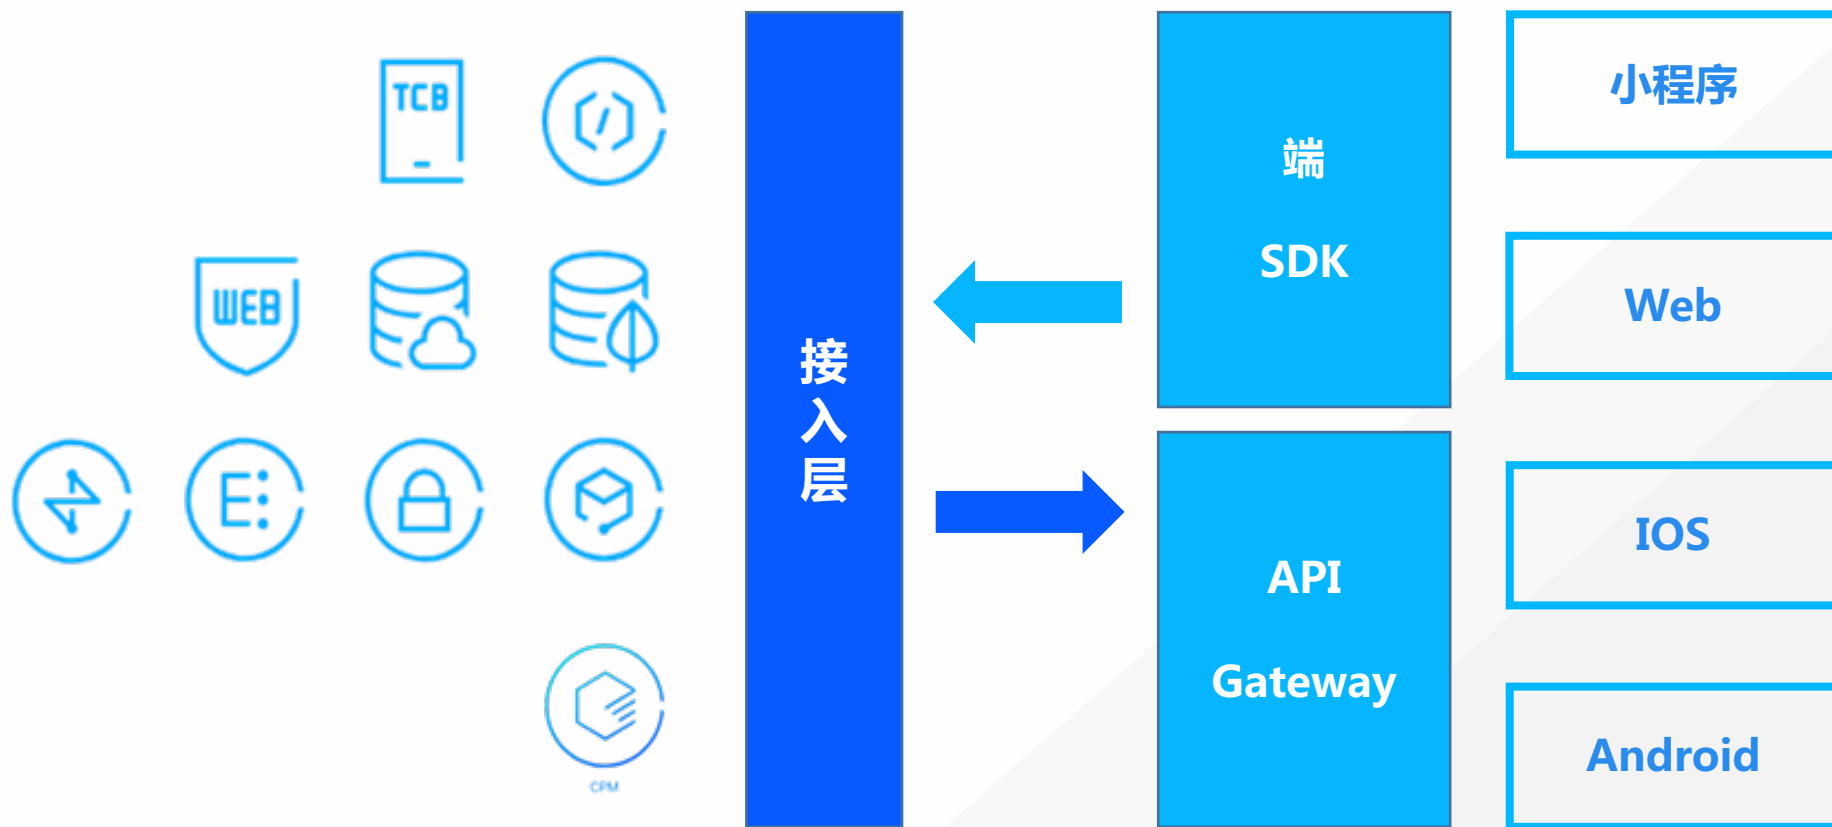 TCB
WEB
E
CPM
接
入
层
端
SDK
API
Gateway
小程序
Web
IOS
Android